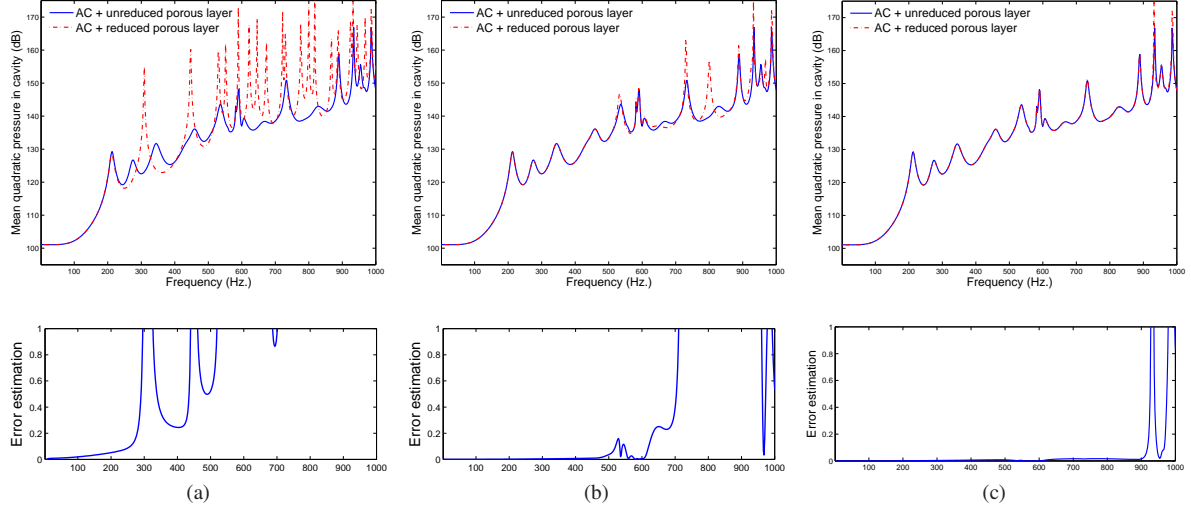 AC + unreduced porous layer
AC + reduced porous layer
Mean quadratic pressure in cavity (dB)
170
160
150
140
130
120
110
100
100 200 300 400 500 600 700 800 900 1000
Frequency (Hz.)
AC + unreduced porous layer
AC + reduced porous layer
Mean quadratic pressure in cavity (dB)
170
160
150
140
130
120
110
100
100 200 300 400 500 600 700 800 900 1000
Frequency (Hz.)
AC + unreduced porous layer
AC + reduced porous layer
Mean quadratic pressure in cavity (dB)
170
160
150
140
130
120
110
100
100 200 300 400 500 600 700 800 900 1000
Frequency (Hz.)
Error estimation
1
0.8
0.6
0.4
0.2
0
100 200 300 400 500 600 700 800 900 1000
(a)
Error estimation
1
0.8
0.6
0.4
0.2
0
100 200 300 400 500 600 700 800 900 1000
(b)
Error estimation
1
0.8
0.6
0.4
0.2
0
100 200 300 400 500 600 700 800 900 1000
(c)